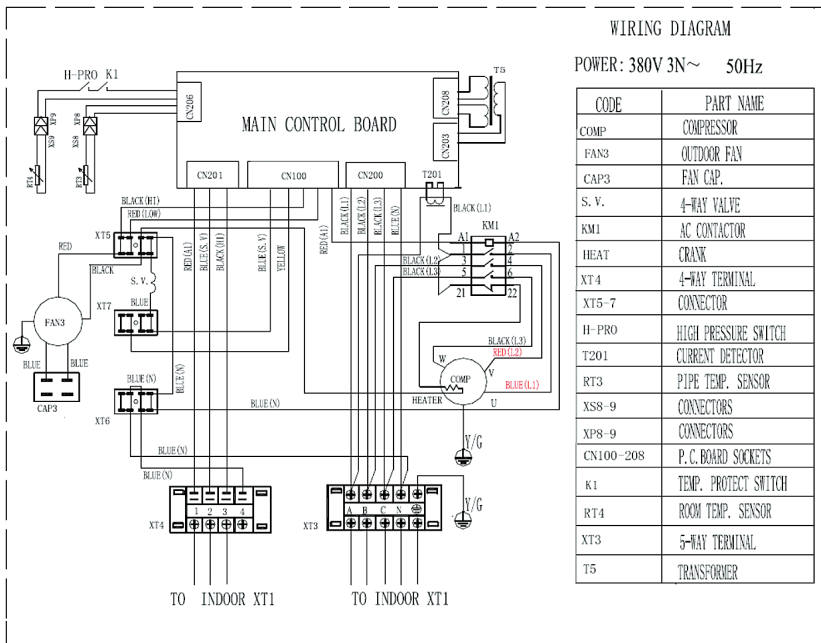 WIRING DIAGRAM
POWER: 380V 3N~ 50Hz
CODE PART NAME
COMP COMPRESSOR
FAN3 OUTDOOR FAN
CAP3 FAN CAP.
S. V. 4-WAY VALVE
KM1 AC CONTACTOR
HEAT CRANK
XT4 4-WAY TERMINAL
XT5-7 CONNECTOR
H-PRO HIGH PRESSURE SWITCH
T201 CURRENT DETECTOR
RT3 PIPE TEMP. SENSOR
XS8-9 CONNECTORS
XP8-9 CONNECTORS
CN100-208 P.C.BOARD SOCKETS
K1 TEMP. PROTECT SWITCH
RT4 ROOM TEMP. SENSOR
XT3 5-WAY TERMINAL
T5 TRANSFORMER
H-PRO K1
T5
CN206
CN208
CN203
MAIN CONTROL BOARD
XP9
XS9
XP8
XS8
RT4
RT3
CN201
CN100
CN200
T201
BLACK(H1)
RED(LOW)
BLACK(L1)
BLACK(L2)
BLACK(L3)
BLUE(N)
BLACK(L1)
KM1
XT5
RED
BLACK
RED(A1)
BLUE(S.V)
BLACK(H1)
BLUE(S.V)
YELLOW
RED(A1)
A1 A2
1 2
3 4
5 6
21 22
BLACK(L2)
BLACK(L3)
S.V.
BLUE
XT7
FAN3
BLUE
BLUE
CAP3
BLUE(N)
BLUE(N)
XT6
BLUE(N)
BLUE(N)
BLUE(N)
BLACK(L3)
RED(L2)
BLUE(L1)
W
V
U
COMP
HEATER
Y/G
Y/G
XT4
1 2 3 4
XT3
A B C N
TO INDOOR XT1
TO INDOOR XT1